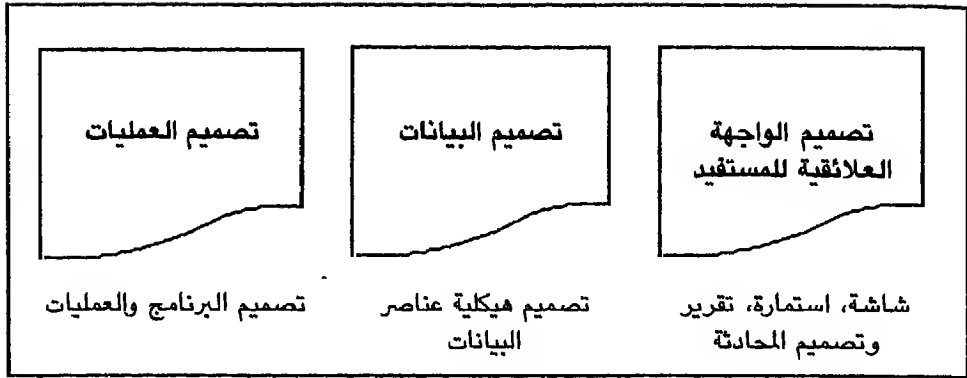 تصميم الواجهة
العلائقية للمستفيد
تصميم البيانات
تصميم العمليات
شاشة، استمارة، تقرير
وتصميم المحادثة
تصميم هيكلية عناصر
البيانات
تصميم البرنامج والعمليات